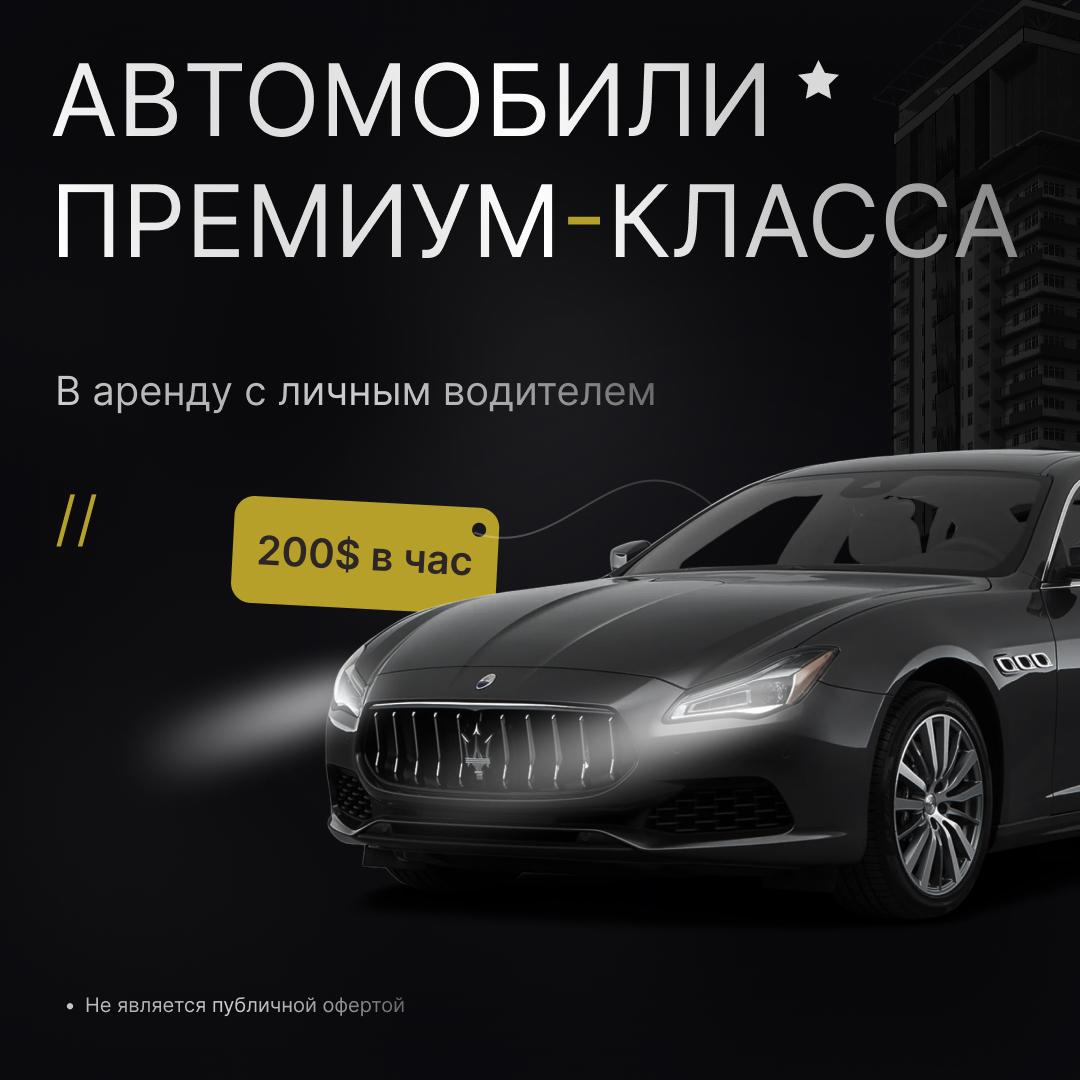 АВТОМОБИЛИ
ПРЕМИУМ-КЛАССА
В аренду с личным водителем
//
200$ в час
• Не является публичной офертой